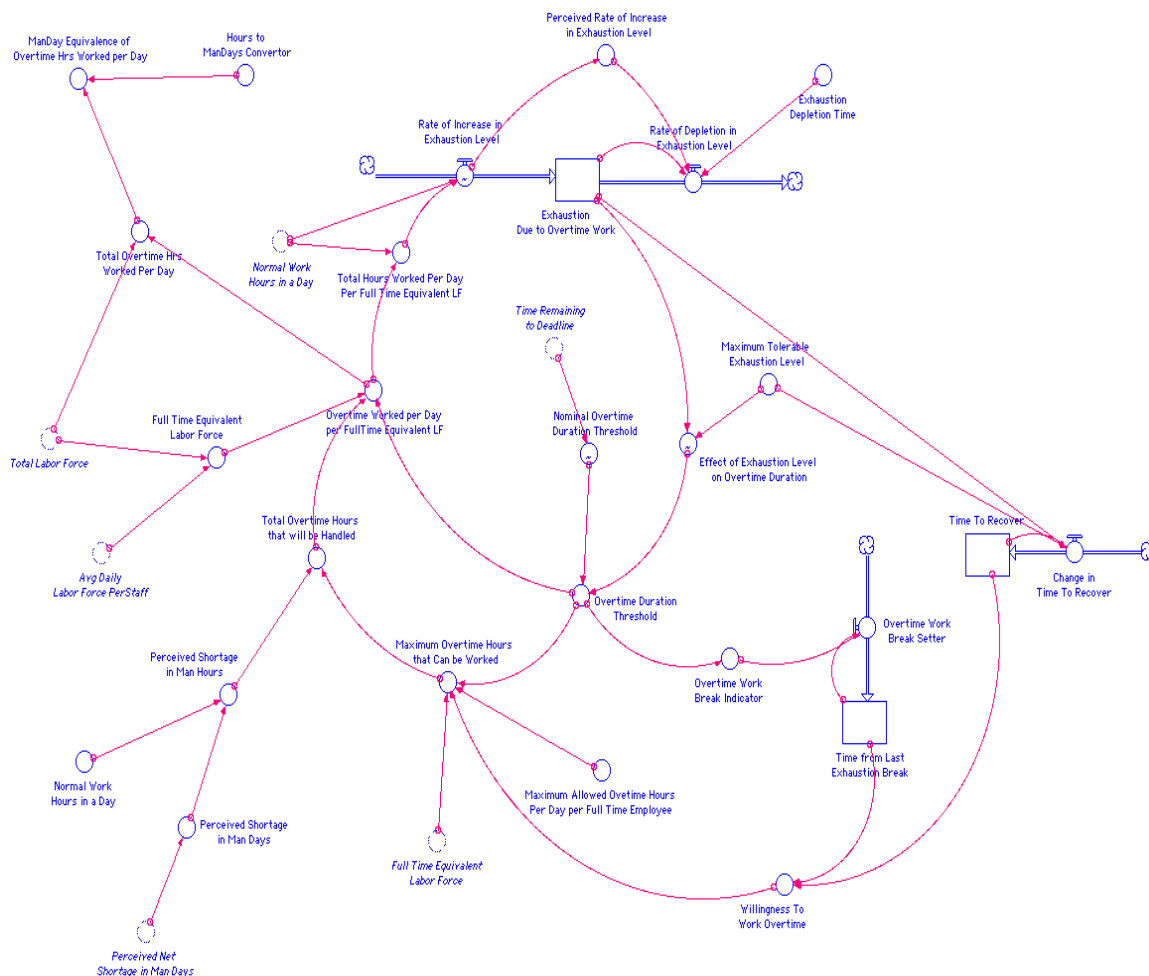 Perceived Rate of Increase
in Exhaustion Level
ManDay Equivalence of
Overtime Hrs Worked per Day
Hours to
ManDays Convertor
Exhaustion
Depletion Time
Rate of Increase in
Exhaustion Level
Rate of Depletion in
Exhaustion Level
~
Exhaustion
Due to Overtime Work
Total Overtime Hrs
Worked Per Day
Normal Work
Hours in a Day
Total Hours Worked Per Day
Per Full Time Equivalent LF
Time Remaining
to Deadline
Maximum Tolerable
Exhaustion Level
Full Time Equivalent
Labor Force
Overtime Worked per Day
per FullTime Equivalent LF
Nominal Overtime
Duration Threshold
~
~
Total Labor Force
Effect of Exhaustion Level
on Overtime Duration
Total Overtime Hours
that will be Handled
Time To Recover
Avg Daily
Labor Force PerStaff
Change in
Time To Recover
Overtime Duration
Threshold
Overtime Work
Break Setter
Maximum Overtime Hours
that Can be Worked
Perceived Shortage
in Man Hours
Overtime Work
Break Indicator
Time from Last
Exhaustion Break
Normal Work
Hours in a Day
Maximum Allowed Ovetime Hours
Per Day per Full Time Employee
Perceived Shortage
in Man Days
Full Time Equivalent
Labor Force
Willingness To
Work Overtime
Perceived Net
Shortage in Man Days